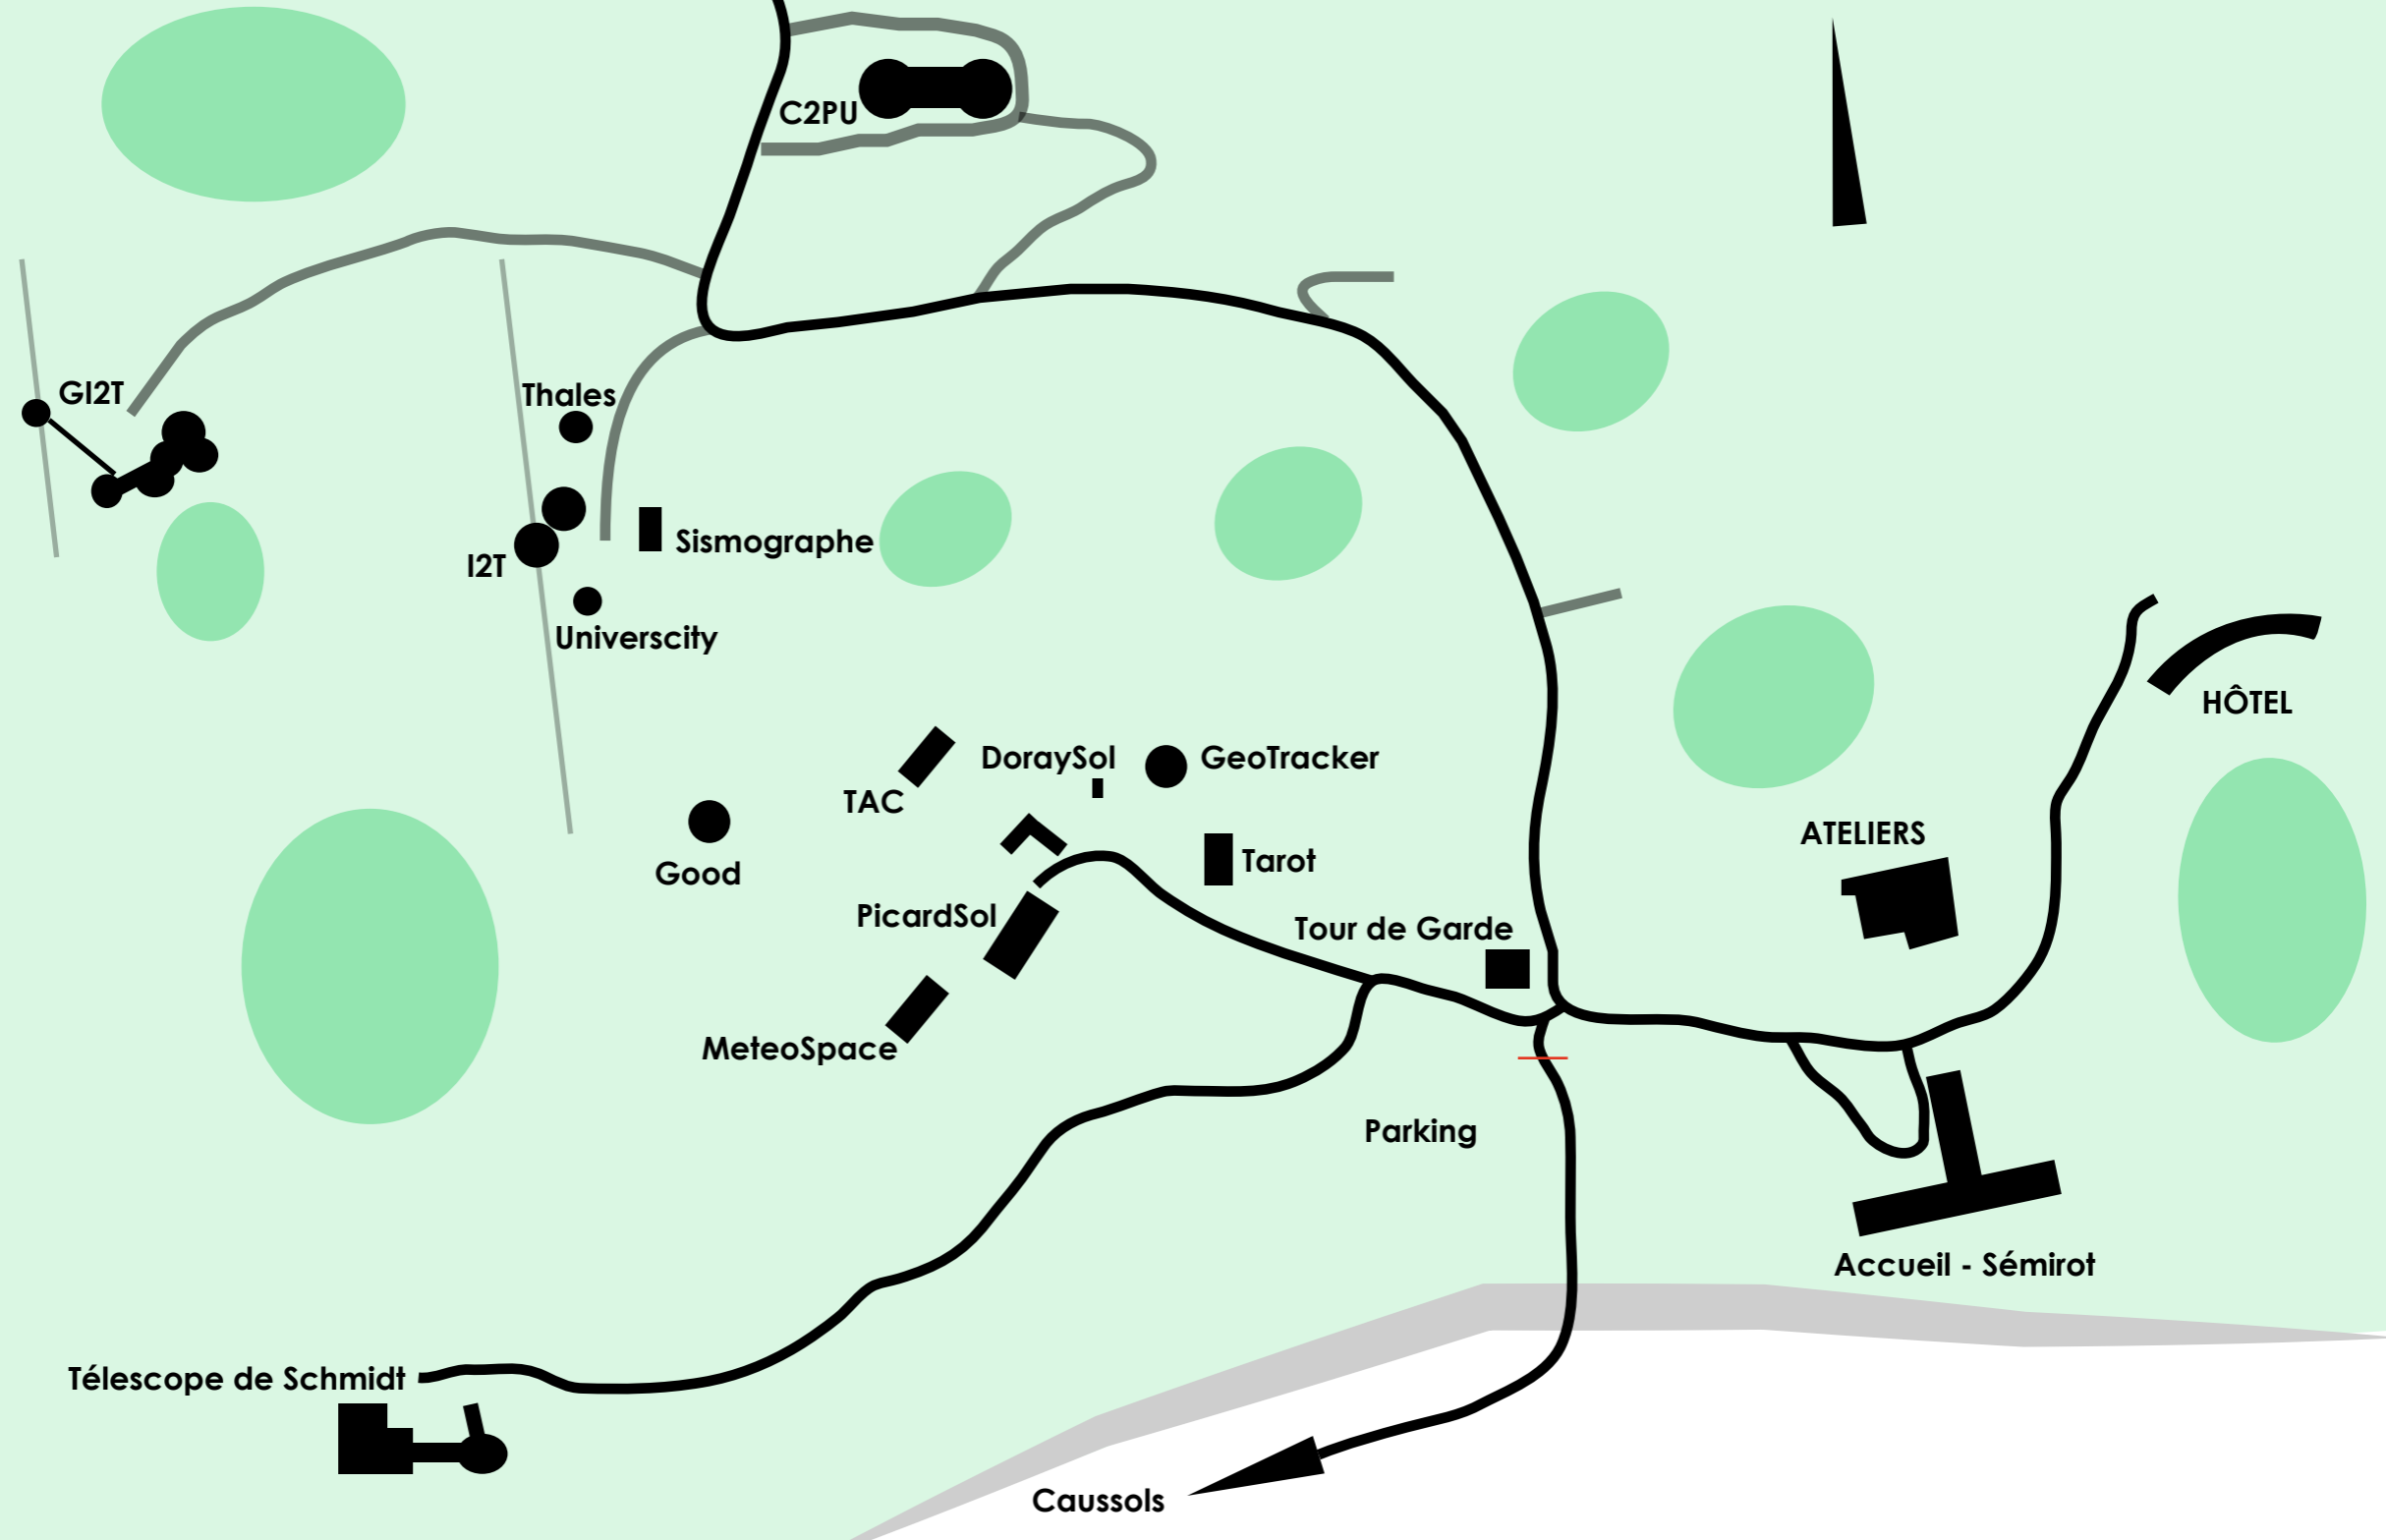 C2PU
GI2T
Thales
Sismographe
I2T
Universcity
HÔTEL
DoraySol
GeoTracker
TAC
ATELIERS
Tarot
Good
PicardSol
Tour de Garde
MeteoSpace
Parking
Accueil - Sémirot
Télescope de Schmidt
Caussols